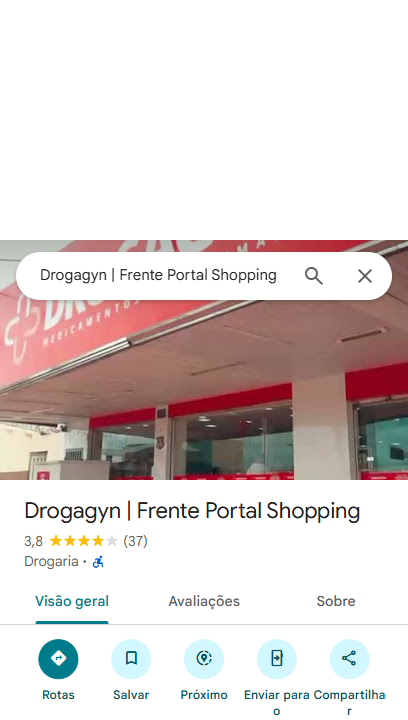 Drogagyn | Frente Portal Shopping
MEDICAMENTOS
Drogagyn | Frente Portal Shopping
3,8 (37)
Drogaria ·
Visão geral Avaliações Sobre
Rotas Salvar Próximo Enviar para o Compartilhar